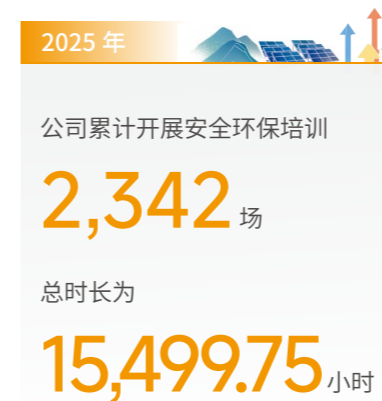 2025 年
公司累计开展安全环保培训
2,342 场
总时长为
15,499.75 小时